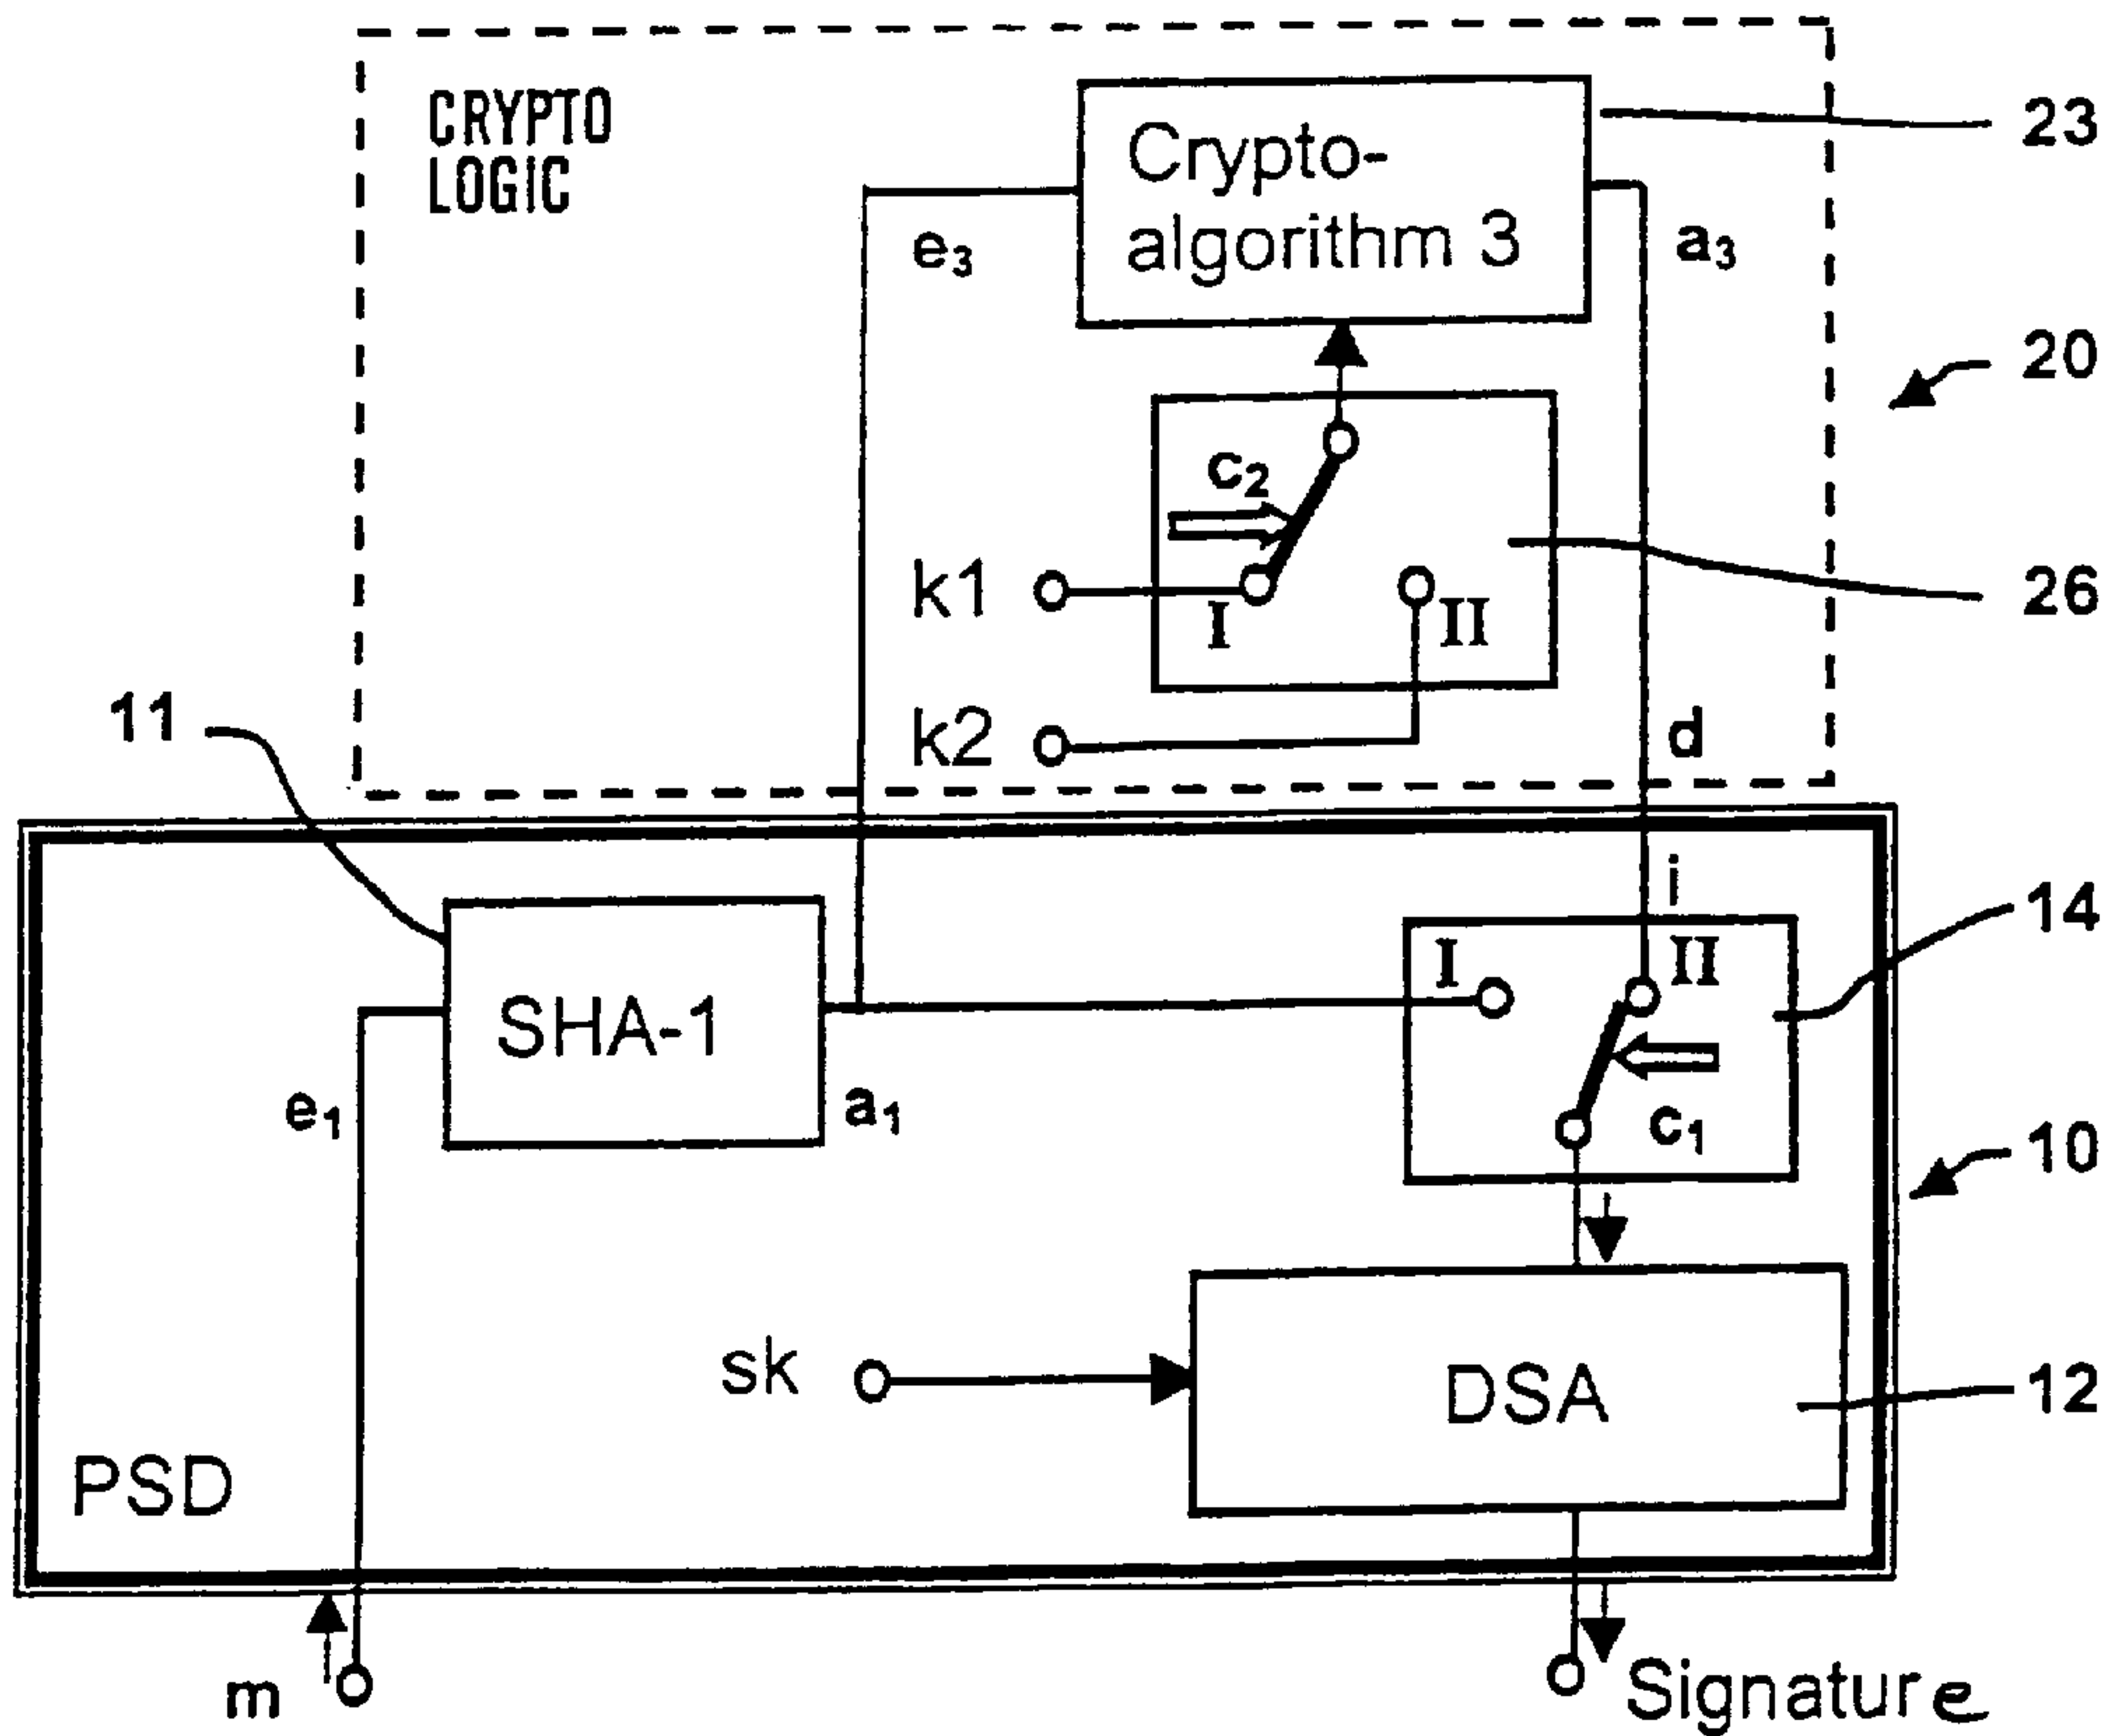 CRYPTO
LOGIC
Crypto-
algorithm 3
23
e₃
a₃
20
c₂
k1
I
II
26
k2
d
11
i
14
I
II
SHA-1
e₁
a₁
c₁
10
sk
DSA
12
PSD
m
Signature